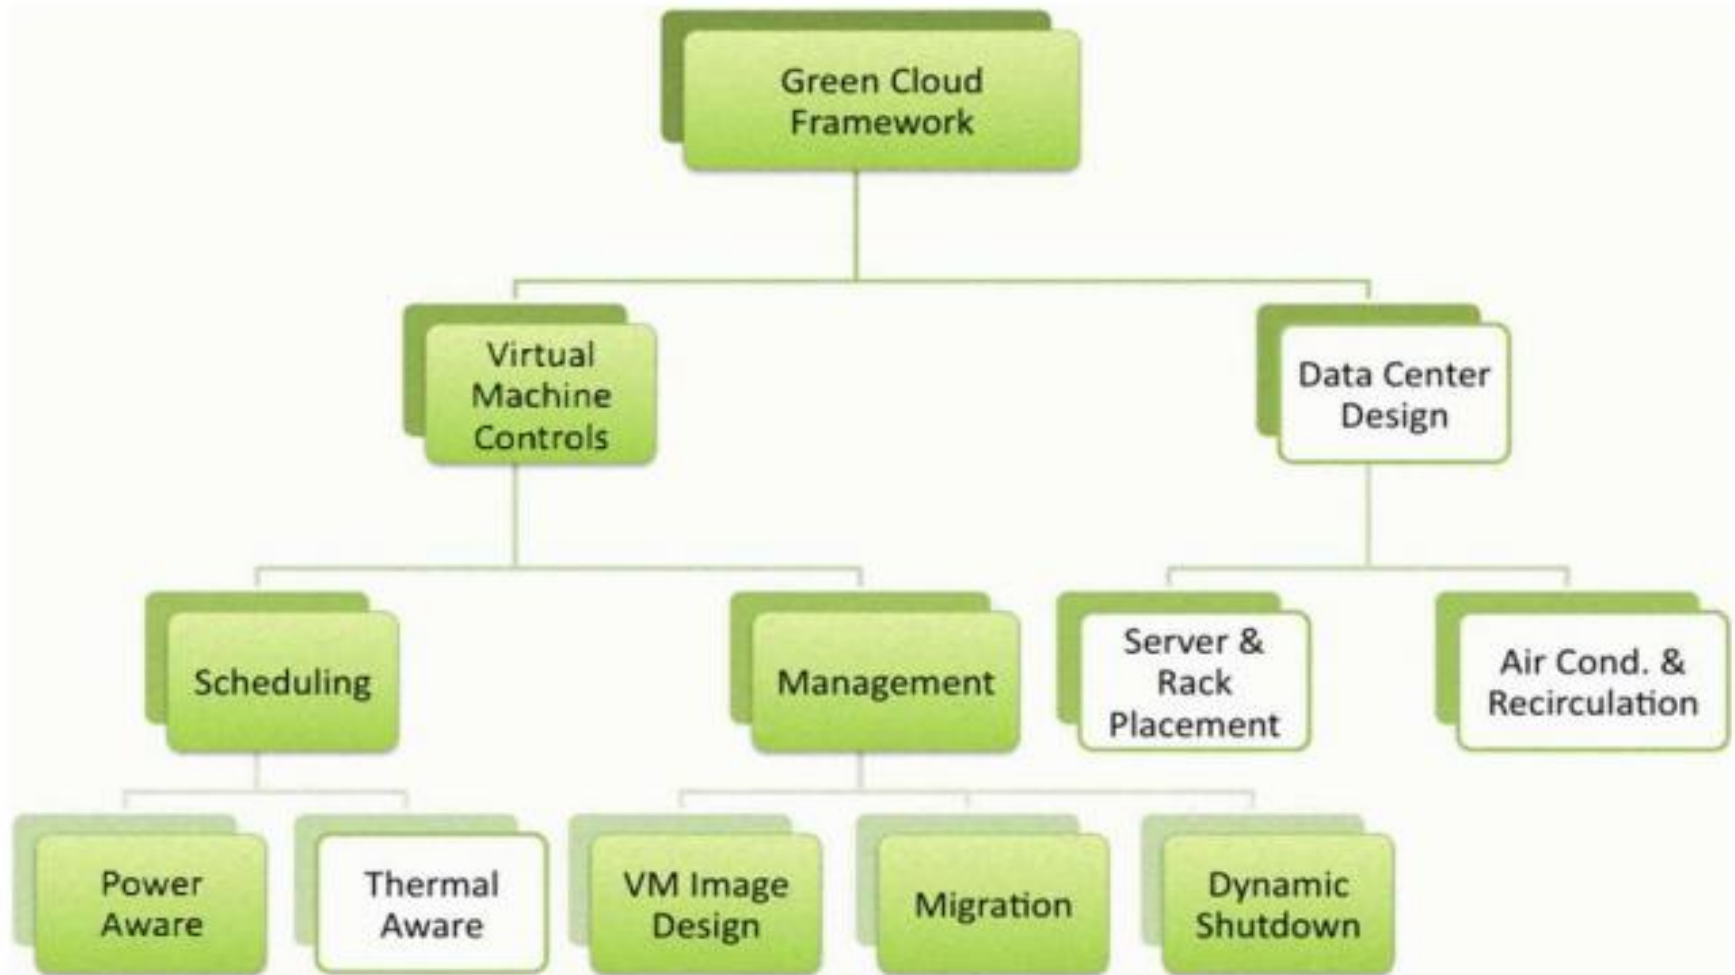 Green Cloud
Framework
Virtual
Machine
Controls
Data Center
Design
Scheduling
Management
Server &
Rack
Placement
Air Cond. &
Recirculation
Power
Aware
Thermal
Aware
VM Image
Design
Migration
Dynamic
Shutdown